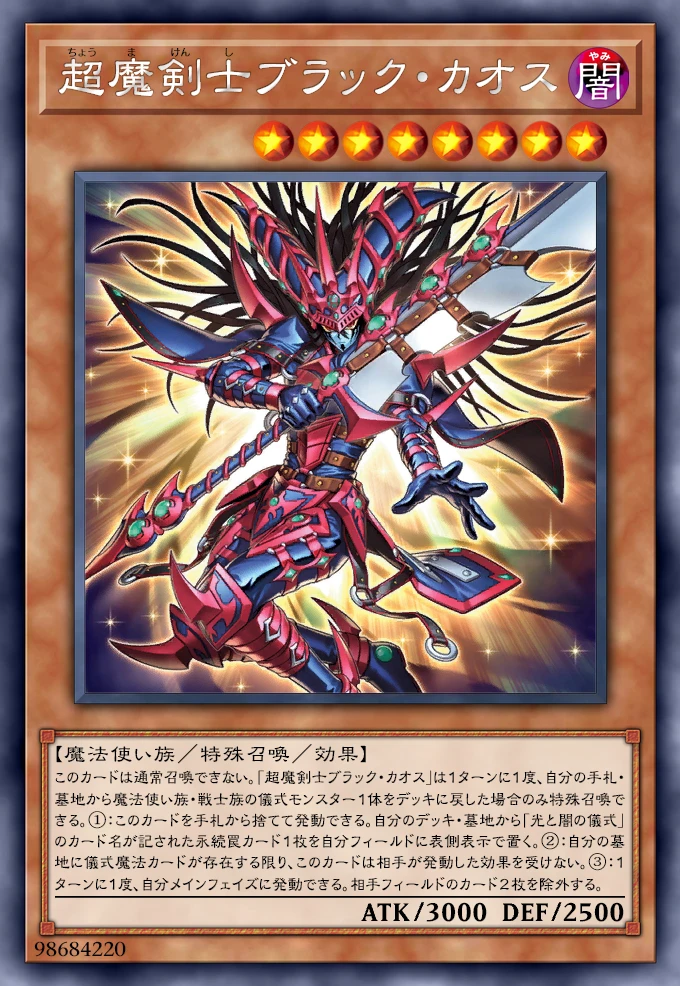 ちょう ま けん し
超魔剣士ブラック・カオス
やみ
闇
【魔法使い族／特殊召喚／効果】
このカードは通常召喚できない。「超魔剣士ブラック・カオス」は１ターンに１度、自分の手札・
墓地から魔法使い族・戦士族の儀式モンスター１体をデッキに戻した場合のみ特殊召喚で
きる。①：このカードを手札から捨てて発動できる。自分のデッキ・墓地から「光と闇の儀式」
のカード名が記された永続罠カード１枚を自分フィールドに表側表示で置く。②：自分の墓
地に儀式魔法カードが存在する限り、このカードは相手が発動した効果を受けない。③：１
ターンに１度、自分メインフェイズに発動できる。相手フィールドのカード２枚を除外する。
ATK/3000 DEF/2500
98684220